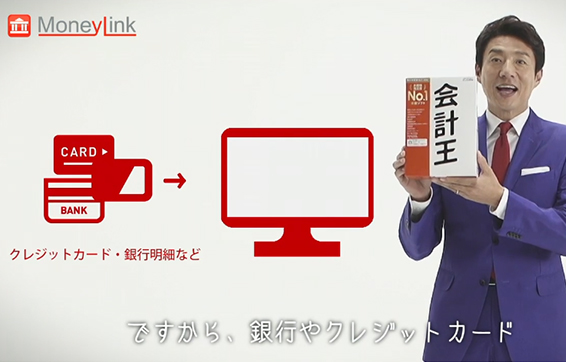 MoneyLink
No.1
会計王
CARD
BANK
クレジットカード・銀行明細など
ですから、銀行やクレジットカード